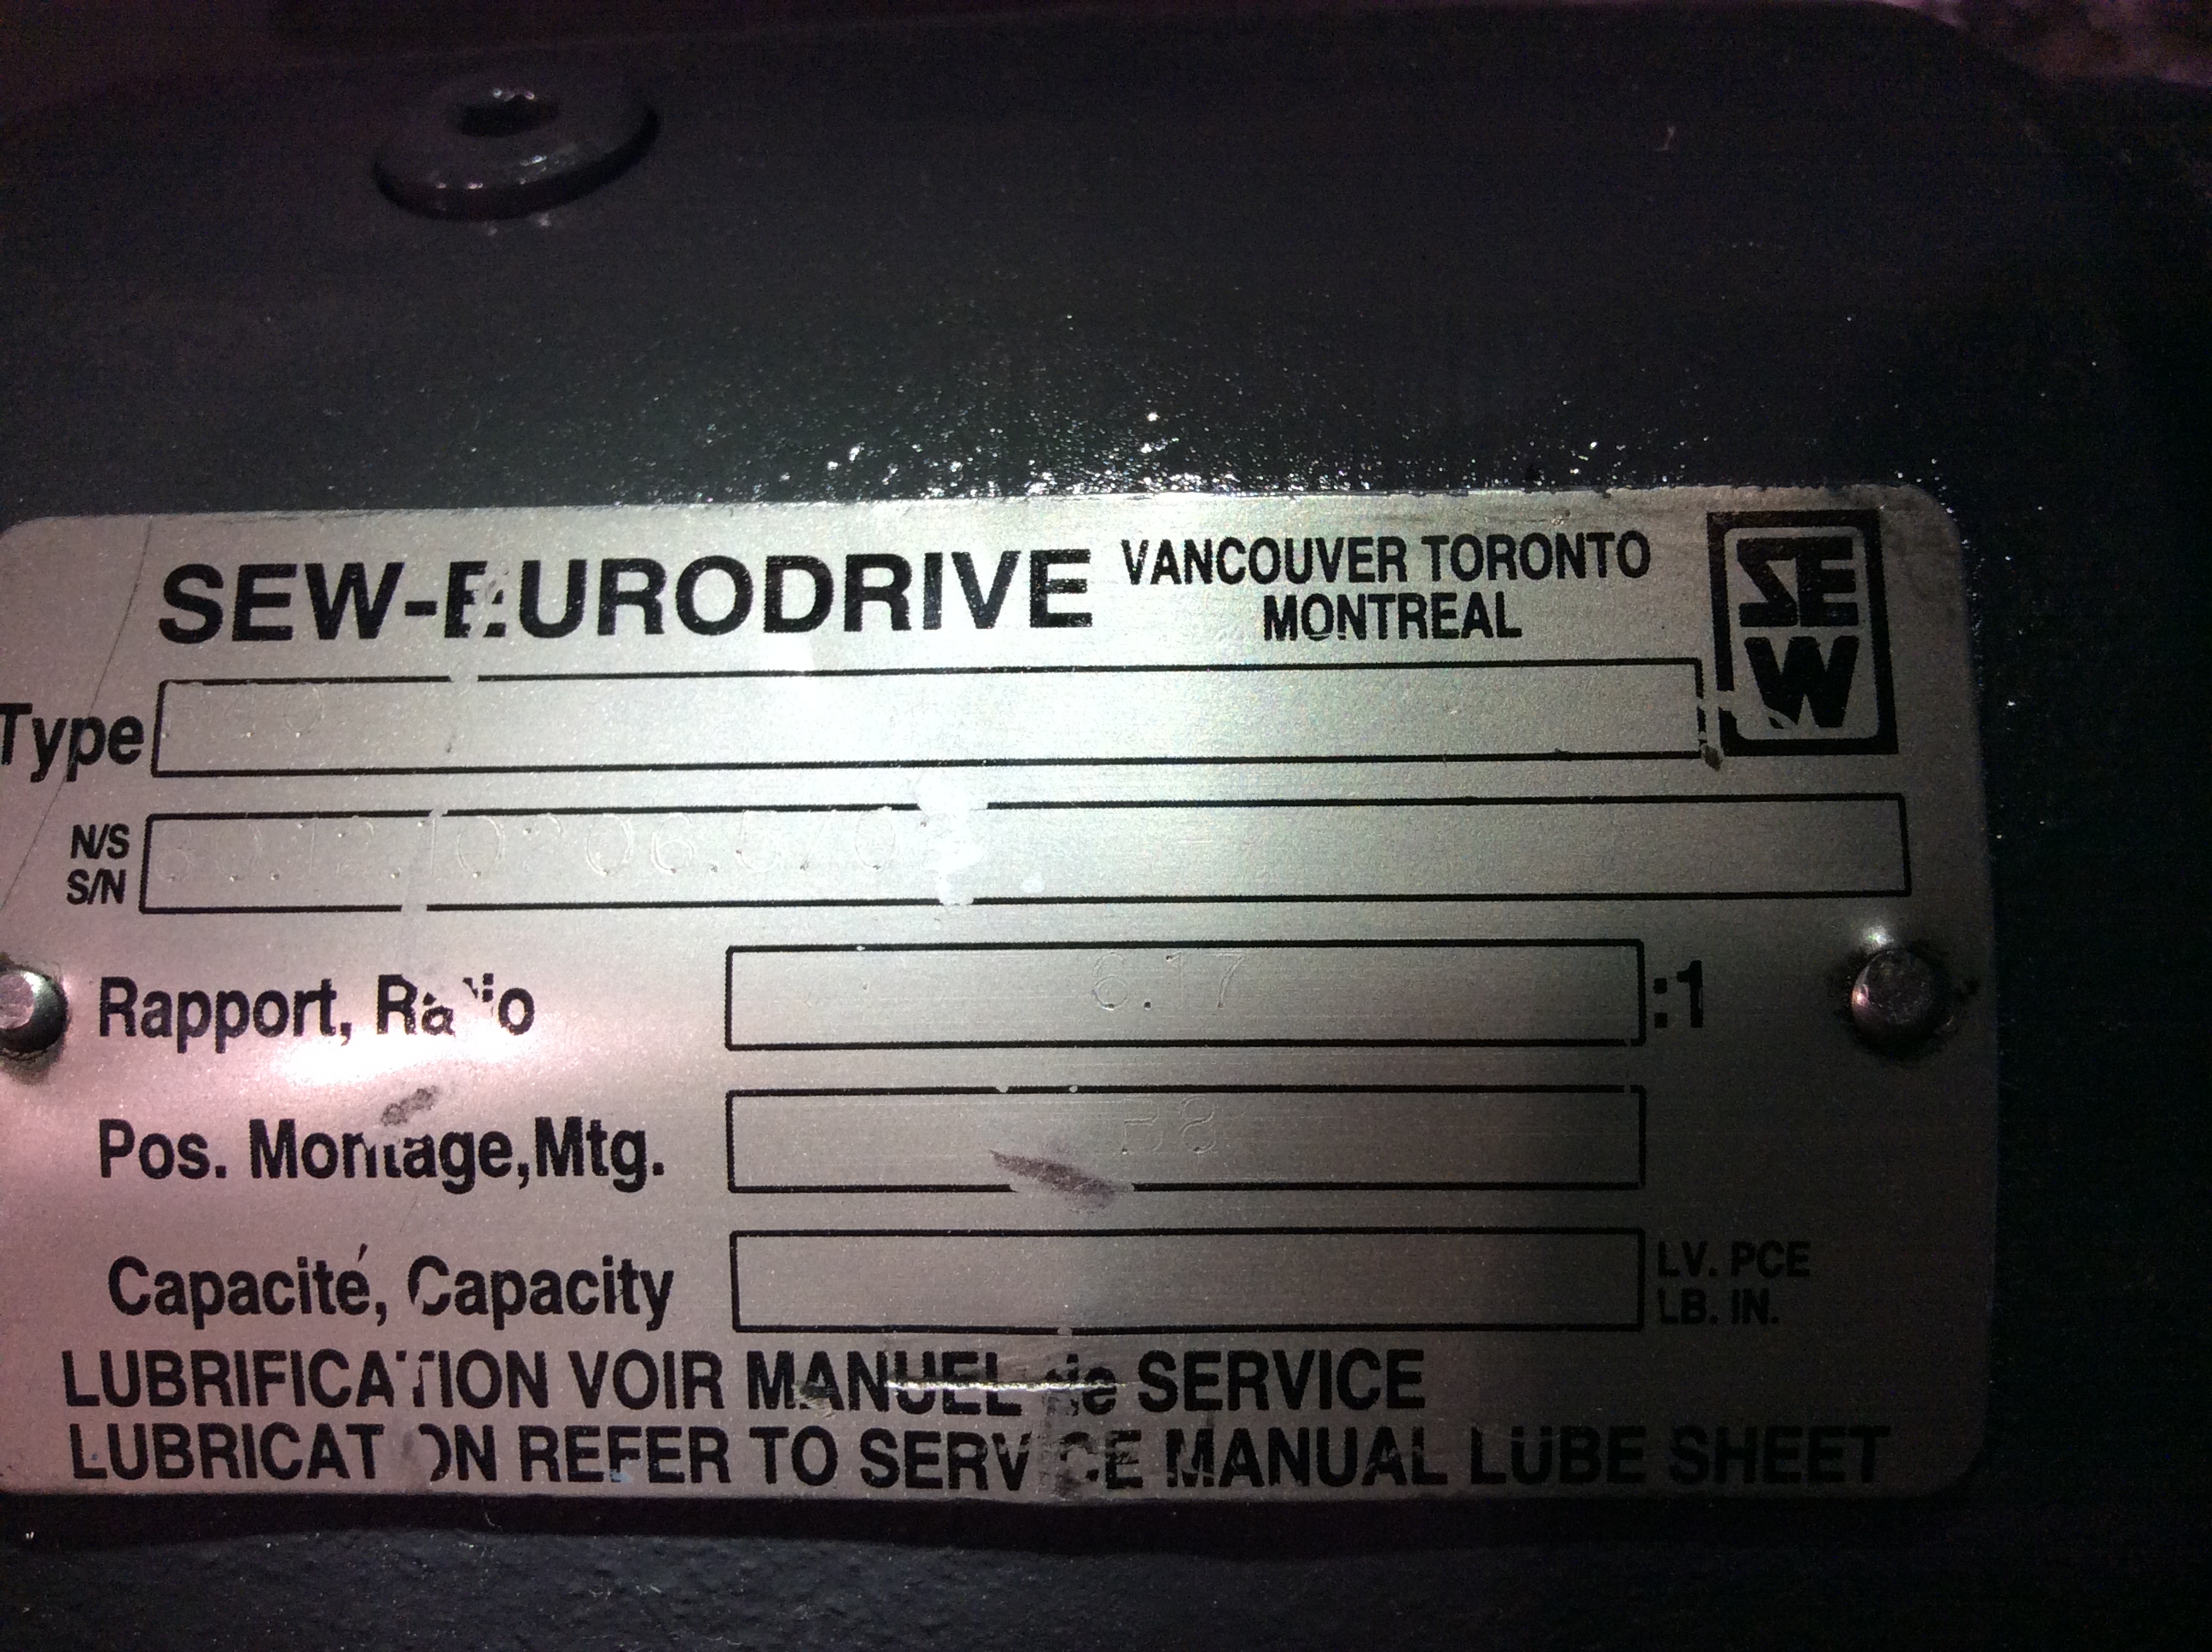 SEW-EURODRIVE VANCOUVER TORONTO
MONTREAL
SEW
Type
N/S
S/N
Rapport, Ratio 6.17 :1
Pos. Montage,Mtg.
Capacité, Capacity LV. PCE
LB. IN.
LUBRIFICATION VOIR MANUEL de SERVICE
LUBRICATION REFER TO SERVICE MANUAL LUBE SHEET